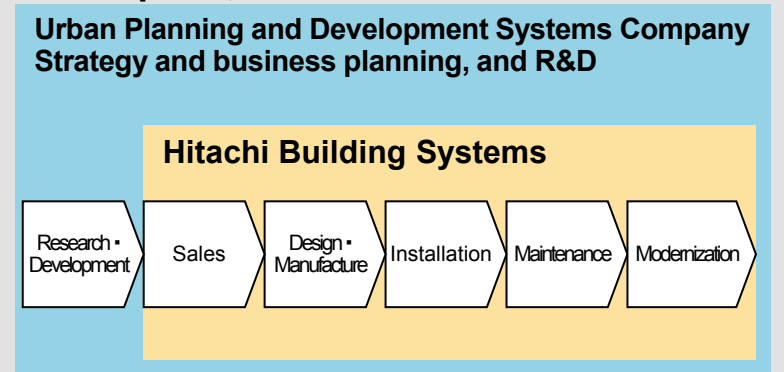 Urban Planning and Development Systems Company
Strategy and business planning, and R&D
Hitachi Building Systems
Research・
Development
Sales
Design・
Manufacture
Installation
Maintenance
Modernization